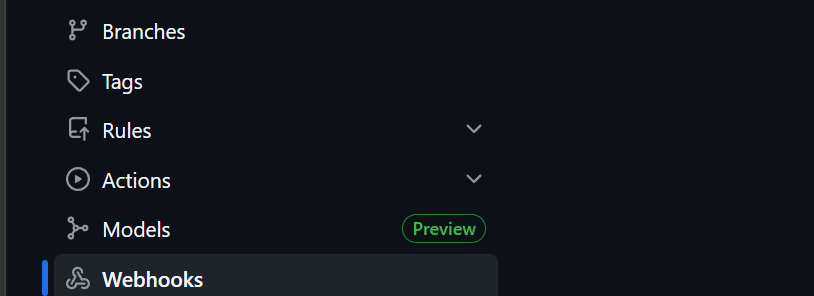 Branches
Tags
Rules
Actions
Models Preview
Webhooks